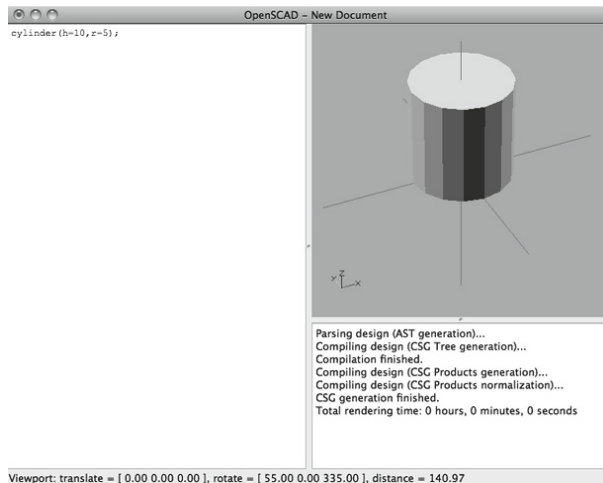 OpenSCAD – New Document
cylinder(h=10,r=5);
Y Z X
Parsing design (AST generation)...
Compiling design (CSG Tree generation)...
Compilation finished.
Compiling design (CSG Products generation)...
Compiling design (CSG Products normalization)...
CSG generation finished.
Total rendering time: 0 hours, 0 minutes, 0 seconds
Viewport: translate = [ 0.00 0.00 0.00 ], rotate = [ 55.00 0.00 335.00 ], distance = 140.97